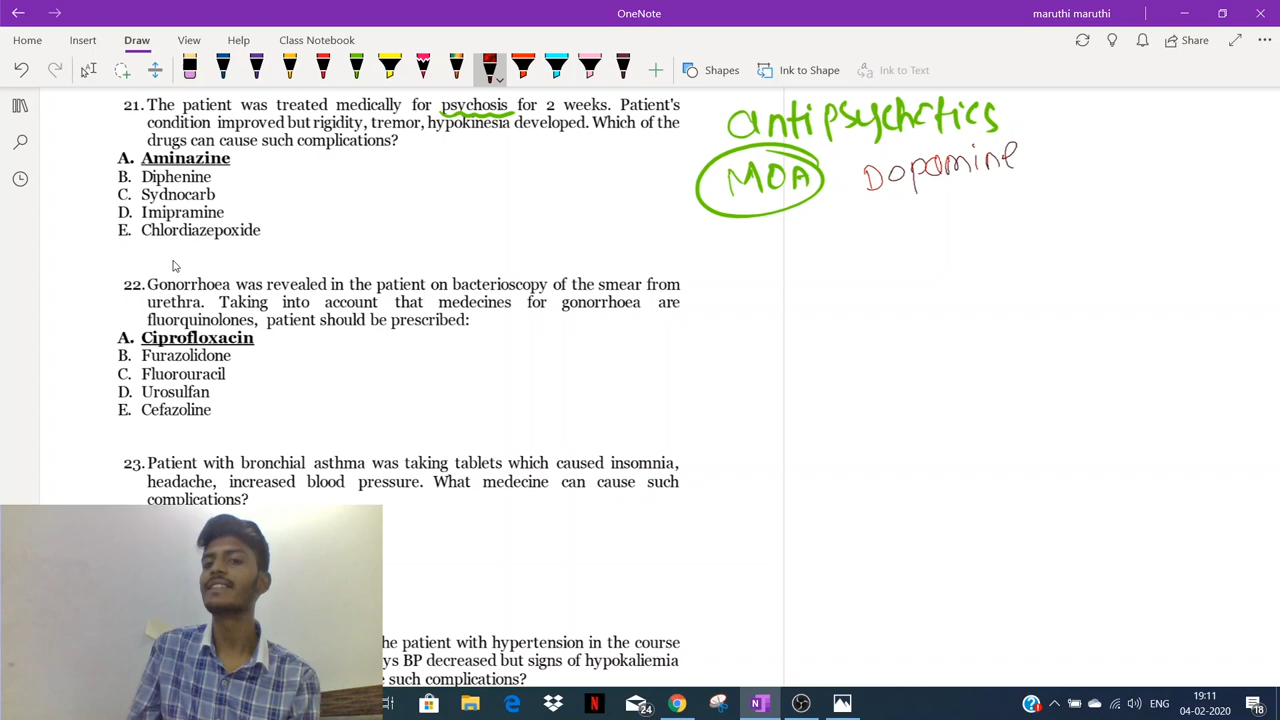 OneNote
maruthi maruthi
Home Insert Draw View Help Class Notebook
Share
Shapes Ink to Shape Ink to Text
21. The patient was treated medically for psychosis for 2 weeks. Patient's
condition improved but rigidity, tremor, hypokinesia developed. Which of the
drugs can cause such complications?
A. Aminazine
B. Diphenine
C. Sydnocarb
D. Imipramine
E. Chlordiazepoxide
antipsychetics
MOA Dopamine
22. Gonorrhoea was revealed in the patient on bacterioscopy of the smear from
urethra. Taking into account that medecines for gonorrhoea are
fluorquinolones, patient should be prescribed:
A. Ciprofloxacin
B. Furazolidone
C. Fluorouracil
D. Urosulfan
E. Cefazoline
23. Patient with bronchial asthma was taking tablets which caused insomnia,
headache, increased blood pressure. What medecine can cause such
complications?
he patient with hypertension in the course
ys BP decreased but signs of hypokaliemia
such complications?
24
ENG
19:11
04-02-2020
18